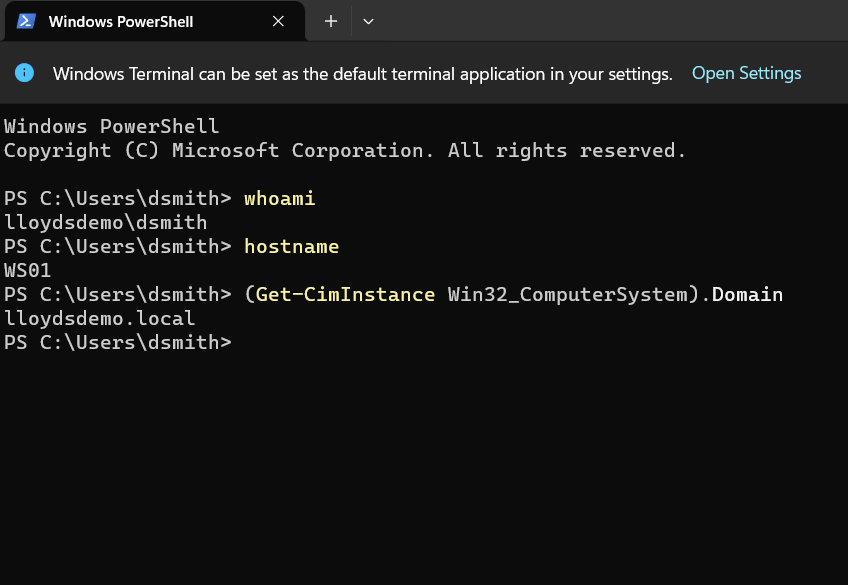 Windows PowerShell
Windows Terminal can be set as the default terminal application in your settings. Open Settings
Windows PowerShell
Copyright (C) Microsoft Corporation. All rights reserved.
PS C:\Users\dsmith> whoami
lloydsdemo\dsmith
PS C:\Users\dsmith> hostname
WS01
PS C:\Users\dsmith> (Get-CimInstance Win32_ComputerSystem).Domain
lloydsdemo.local
PS C:\Users\dsmith>